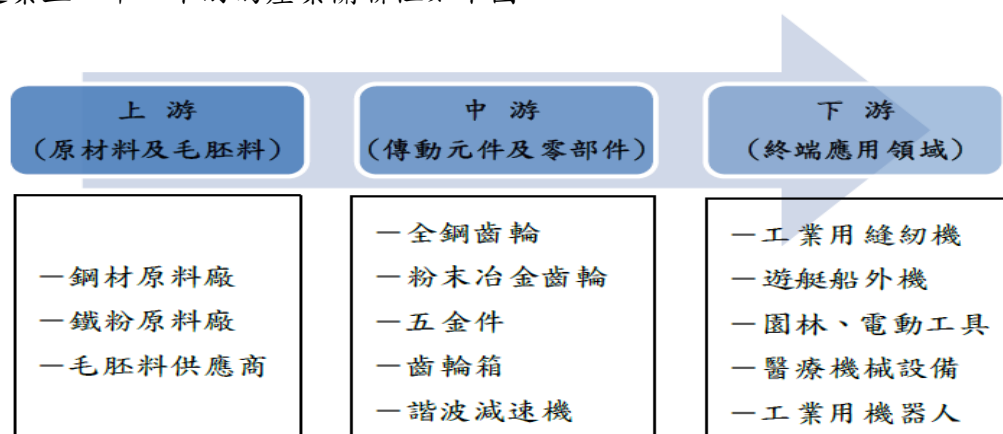 上 游
(原材料及毛胚料)
－鋼材原料廠
－鐵粉原料廠
－毛胚料供應商
中 游
(傳動元件及零部件)
－全鋼齒輪
－粉末冶金齒輪
－五金件
－齒輪箱
－諧波減速機
下 游
(終端應用領域)
－工業用縫紉機
－遊艇船外機
－園林、電動工具
－醫療機械設備
－工業用機器人